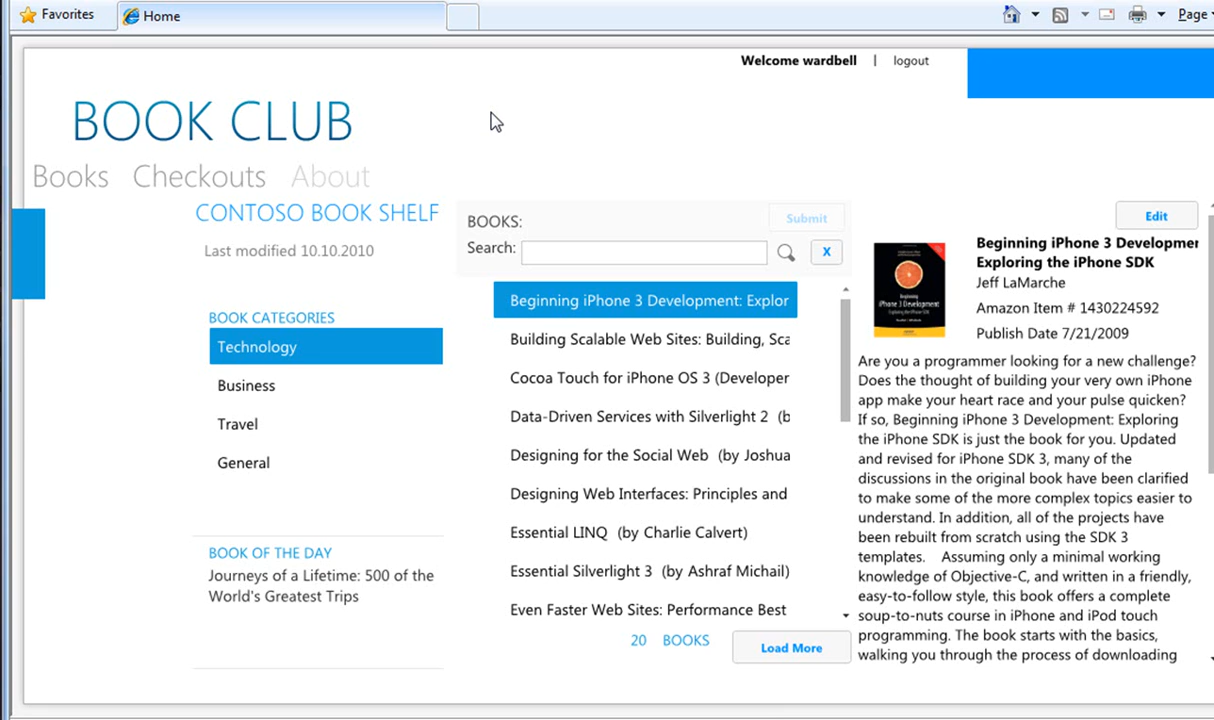 Favorites
Home
Page
Welcome wardbell | logout
BOOK CLUB
Books Checkouts About
CONTOSO BOOK SHELF
Last modified 10.10.2010
BOOK CATEGORIES
Technology
Business
Travel
General
BOOK OF THE DAY
Journeys of a Lifetime: 500 of the
World's Greatest Trips
BOOKS:
Submit
Search:
X
Beginning iPhone 3 Development: Explor
Building Scalable Web Sites: Building, Sca
Cocoa Touch for iPhone OS 3 (Developer
Data-Driven Services with Silverlight 2 (b
Designing for the Social Web (by Joshua
Designing Web Interfaces: Principles and
Essential LINQ (by Charlie Calvert)
Essential Silverlight 3 (by Ashraf Michail)
Even Faster Web Sites: Performance Best
20 BOOKS
Load More
Edit
Beginning iPhone 3 Developmer
Exploring the iPhone SDK
Jeff LaMarche
Amazon Item # 1430224592
Publish Date 7/21/2009
Beginning
iPhone 3 Development
Are you a programmer looking for a new challenge?
Does the thought of building your very own iPhone
app make your heart race and your pulse quicken?
If so, Beginning iPhone 3 Development: Exploring
the iPhone SDK is just the book for you. Updated
and revised for iPhone SDK 3, many of the
discussions in the original book have been clarified
to make some of the more complex topics easier to
understand. In addition, all of the projects have
been rebuilt from scratch using the SDK 3
templates. Assuming only a minimal working
knowledge of Objective-C, and written in a friendly,
easy-to-follow style, this book offers a complete
soup-to-nuts course in iPhone and iPod touch
programming. The book starts with the basics,
walking you through the process of downloading